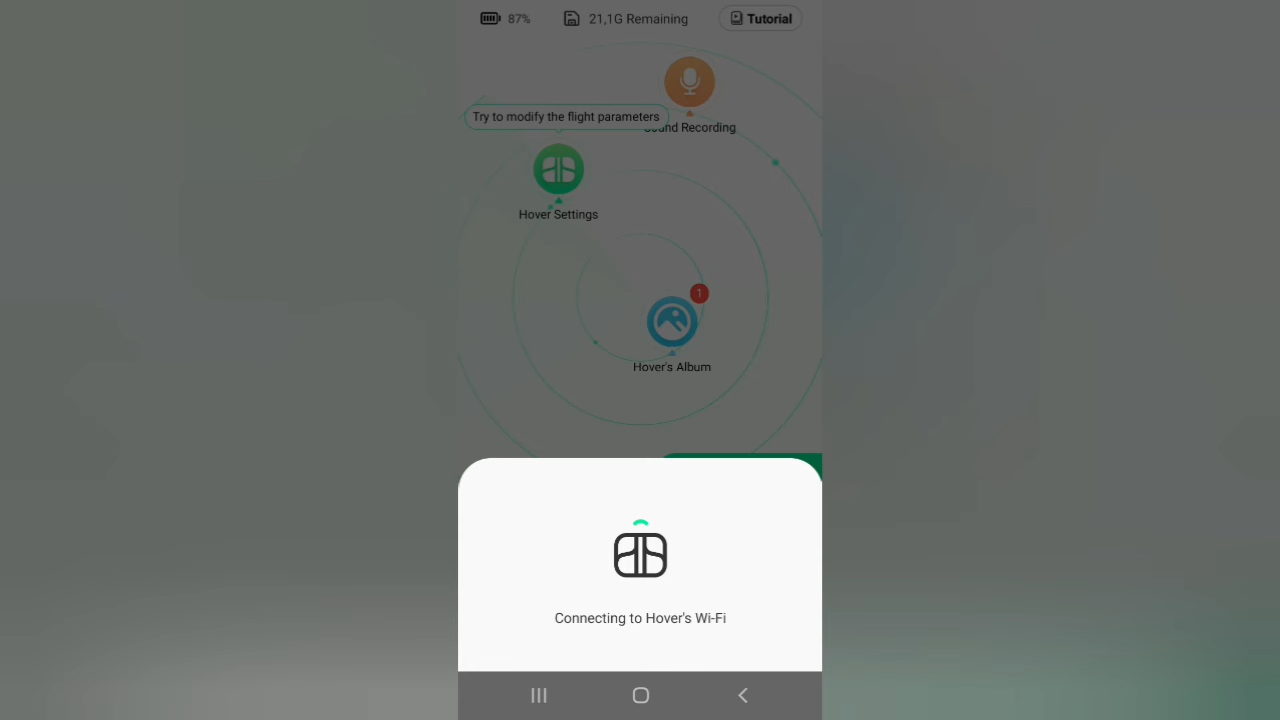 87%
21,1G Remaining
Tutorial
Try to modify the flight parameters
Sound Recording
Hover Settings
1
Hover's Album
Connecting to Hover's Wi-Fi